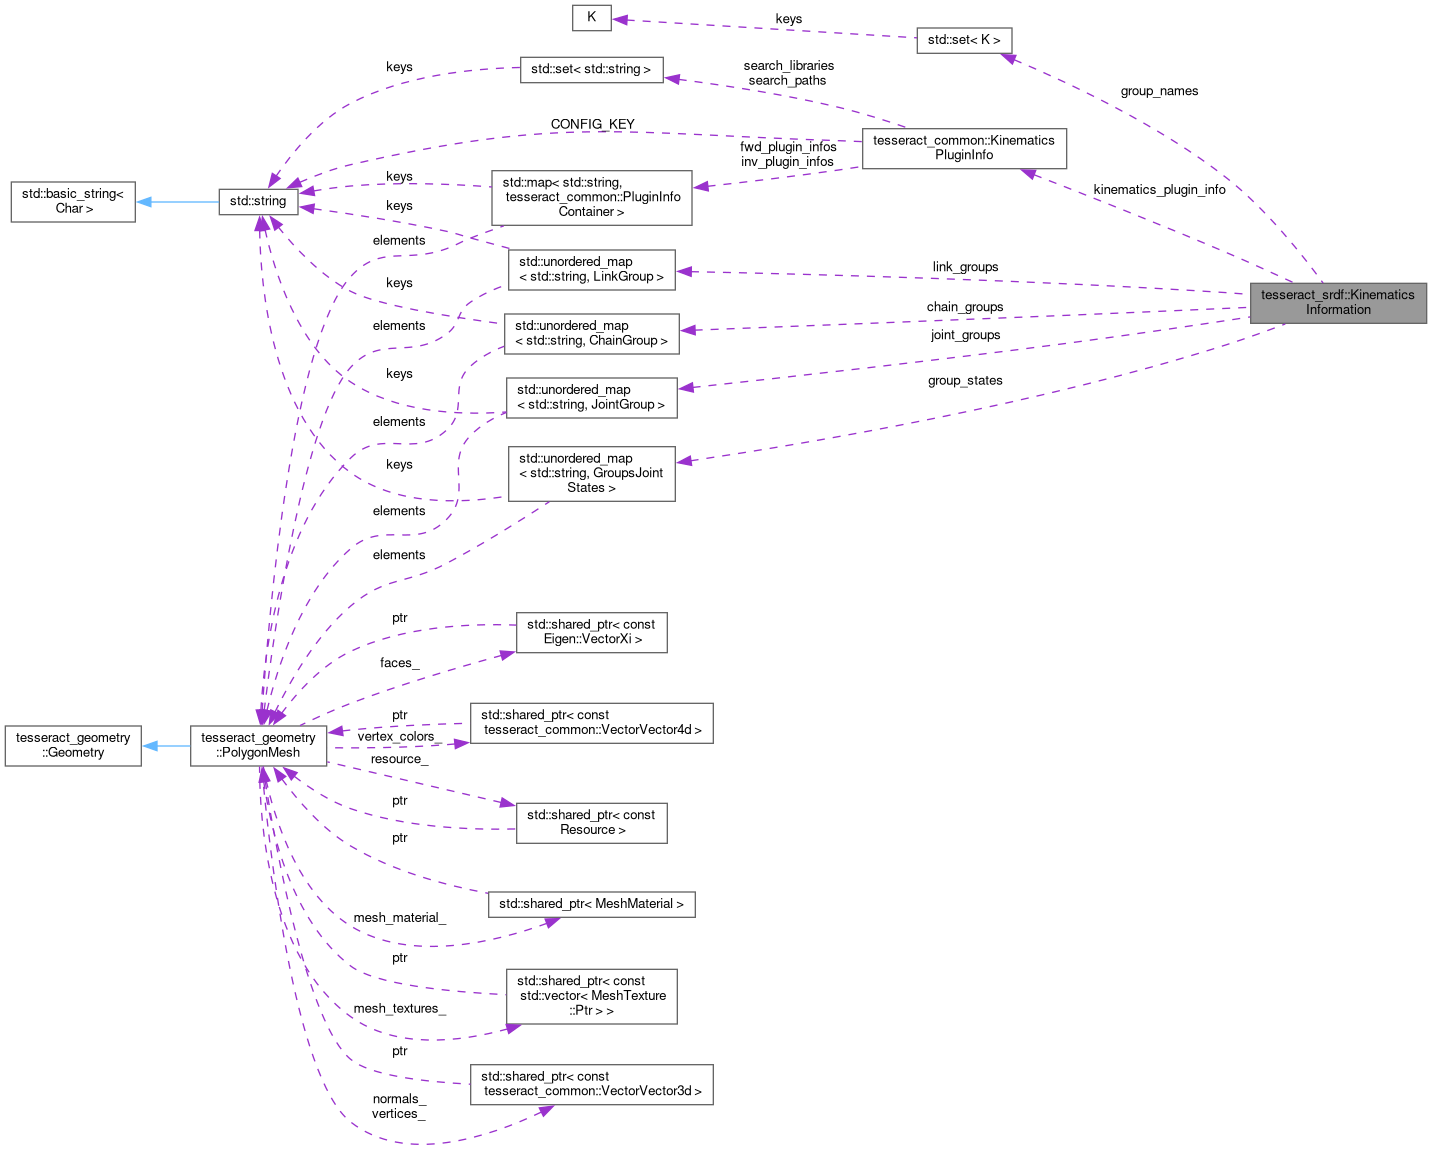 K
keys
std::set< K >
std::set< std::string >
keys
search_libraries
search_paths
group_names
CONFIG_KEY
tesseract_common::Kinematics
PluginInfo
fwd_plugin_infos
inv_plugin_infos
keys
std::map< std::string,
tesseract_common::PluginInfo
Container >
kinematics_plugin_info
std::basic_string<
Char >
std::string
keys
elements
std::unordered_map
< std::string, LinkGroup >
link_groups
keys
tesseract_srdf::Kinematics
Information
chain_groups
elements
std::unordered_map
< std::string, ChainGroup >
joint_groups
keys
std::unordered_map
< std::string, JointGroup >
group_states
elements
keys
std::unordered_map
< std::string, GroupsJoint
States >
elements
elements
ptr
std::shared_ptr< const
Eigen::VectorXi >
faces_
tesseract_geometry
::Geometry
tesseract_geometry
::PolygonMesh
ptr
std::shared_ptr< const
tesseract_common::VectorVector4d >
vertex_colors_
resource_
ptr
std::shared_ptr< const
Resource >
ptr
std::shared_ptr< MeshMaterial >
mesh_material_
ptr
std::shared_ptr< const
std::vector< MeshTexture
::Ptr > >
mesh_textures_
ptr
std::shared_ptr< const
tesseract_common::VectorVector3d >
normals_
vertices_